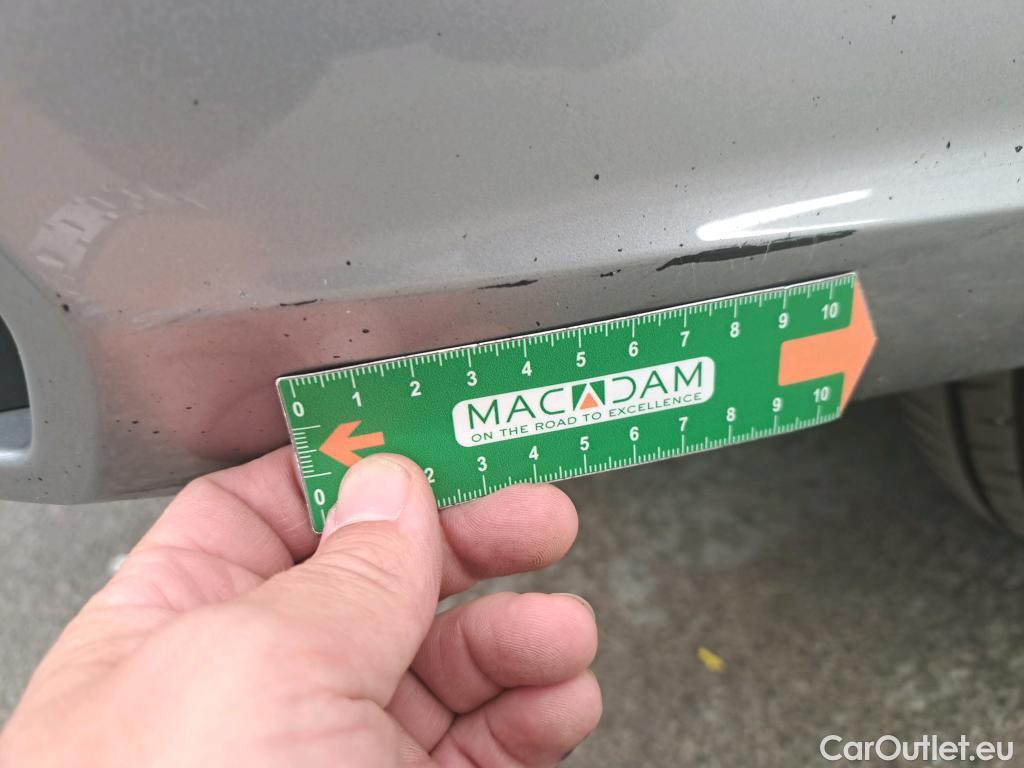 0 1 2 3 4 5 6 7 8 9 10
MACADAM
ON THE ROAD TO EXCELLENCE
0 2 3 4 5 6 7 8 9 10
CarOutlet.eu